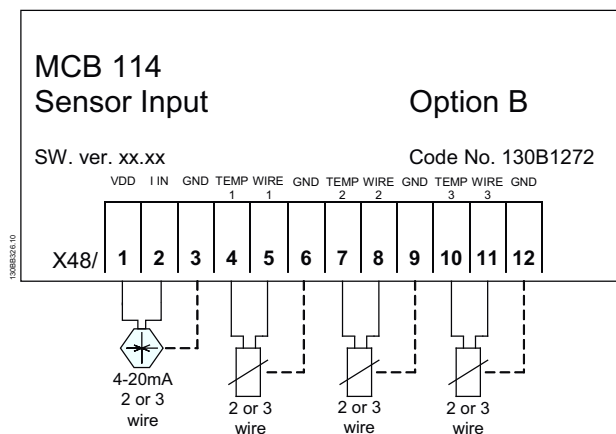 MCB 114
Sensor Input Option B
SW. ver. xx.xx Code No. 130B1272
VDD I IN GND TEMP WIRE GND TEMP WIRE GND TEMP WIRE GND
1 1 2 2 3 3
X48/ 1 2 3 4 5 6 7 8 9 10 11 12
130BB326.10
4-20mA
2 or 3
wire
2 or 3
wire
2 or 3
wire
2 or 3
wire